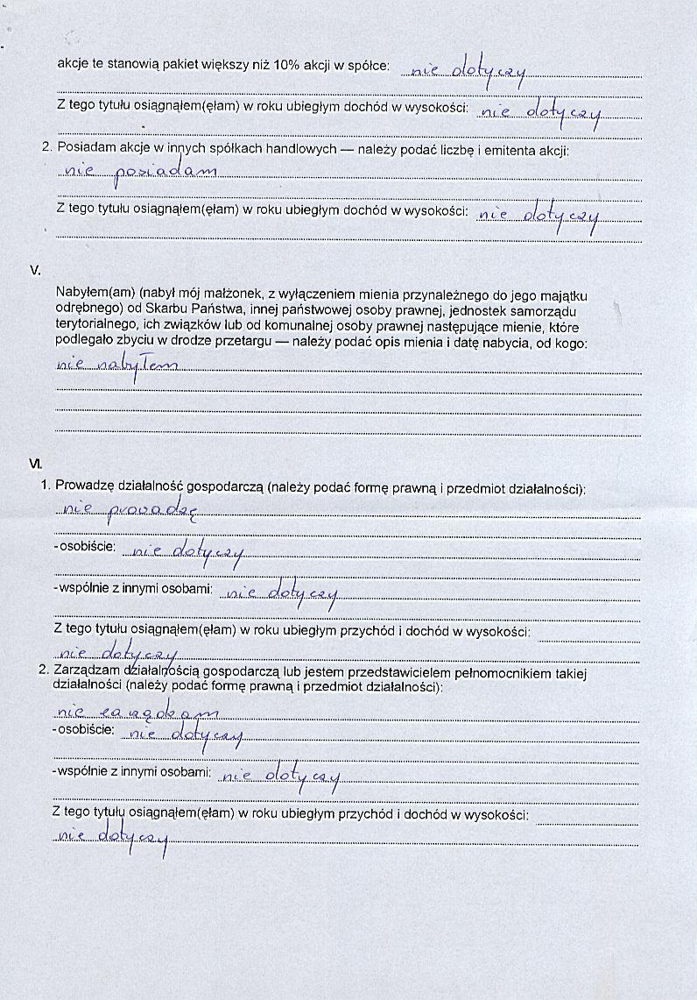 akcje te stanowią pakiet większy niż 10% akcji w spółce: nie dotyczy
Z tego tytułu osiągnąłem(ęłam) w roku ubiegłym dochód w wysokości: nie dotyczy
2. Posiadam akcje w innych spółkach handlowych — należy podać liczbę i emitenta akcji:
nie posiadam
Z tego tytułu osiągnąłem(ęłam) w roku ubiegłym dochód w wysokości: nie dotyczy
V.
Nabyłem(am) (nabył mój małżonek, z wyłączeniem mienia przynależnego do jego majątku
odrębnego) od Skarbu Państwa, innej państwowej osoby prawnej, jednostek samorządu
terytorialnego, ich związków lub od komunalnej osoby prawnej następujące mienie, które
podlegało zbyciu w drodze przetargu — należy podać opis mienia i datę nabycia, od kogo:
nie nabyłem
VI.
1. Prowadzę działalność gospodarczą (należy podać formę prawną i przedmiot działalności):
nie prowadzę
- osobiście: nie dotyczy
- wspólnie z innymi osobami: nie dotyczy
Z tego tytułu osiągnąłem(ęłam) w roku ubiegłym przychód i dochód w wysokości:
nie dotyczy
2. Zarządzam działalnością gospodarczą lub jestem przedstawicielem pełnomocnikiem takiej
działalności (należy podać formę prawną i przedmiot działalności):
nie zarządzam
- osobiście: nie dotyczy
- wspólnie z innymi osobami: nie dotyczy
Z tego tytułu osiągnąłem(ęłam) w roku ubiegłym przychód i dochód w wysokości:
nie dotyczy